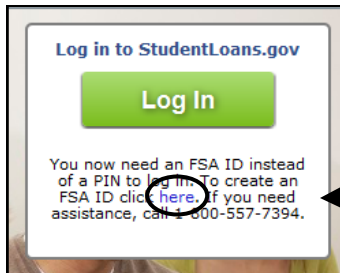 Log in to StudentLoans.gov
Log In
You now need an FSA ID instead
of a PIN to log in. To create an
FSA ID click here. If you need
assistance, call 1-800-557-7394.